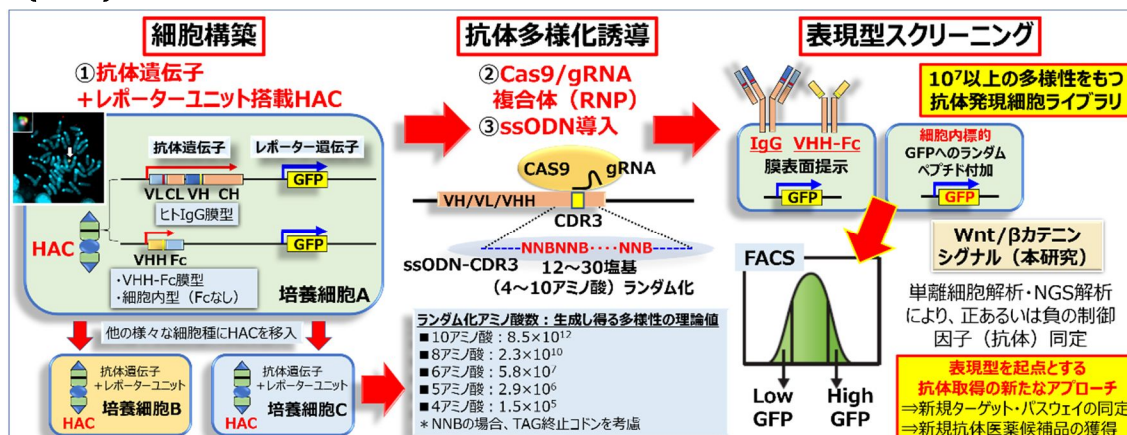 細胞構築
①抗体遺伝子
+レポーターユニット搭載HAC
抗体遺伝子
レポーター遺伝子
VL CL VH CH
GFP
ヒトIgG膜型
HAC
VHH Fc
GFP
・VHH-Fc膜型
・細胞内型（Fcなし）
培養細胞A
他の様々な細胞種にHACを移入
抗体遺伝子
+レポーターユニット
HAC 培養細胞B
抗体遺伝子
+レポーターユニット
HAC 培養細胞C
抗体多様化誘導
②Cas9/gRNA
複合体（RNP）
③ssODN導入
CAS9
gRNA
VH/VL/VHH
CDR3
NNBNNB････NNB
ssODN-CDR3
12～30塩基
（4～10アミノ酸）ランダム化
ランダム化アミノ酸数：生成し得る多様性の理論値
■10アミノ酸：8.5×10¹²
■8アミノ酸：2.3×10¹⁰
■6アミノ酸：5.8×10⁷
■5アミノ酸：2.9×10⁶
■4アミノ酸：1.5×10⁵
＊NNBの場合、TAG終止コドンを考慮
表現型スクリーニング
10⁷以上の多様性をもつ
抗体発現細胞ライブラリ
IgG VHH-Fc
膜表面提示
GFP
細胞内標的
GFPへのランダム
ペプチド付加
GFP
FACS
Low
GFP
High
GFP
Wnt/βカテニン
シグナル（本研究）
単離細胞解析・NGS解析
により、正あるいは負の制御
因子（抗体）同定
表現型を起点とする
抗体取得の新たなアプローチ
⇒新規ターゲット・パスウェイの同定
⇒新規抗体医薬候補品の獲得